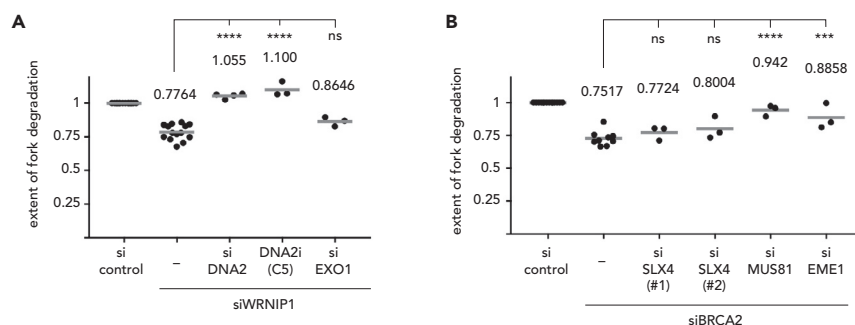 A
**** **** ns
0.7764 1.055 1.100 0.8646
extent of fork degradation
1
0.75
0.5
0.25
si control
–
si DNA2
DNA2i (C5)
si EXO1
siWRNIP1
B
ns ns **** ***
0.7517 0.7724 0.8004 0.942 0.8858
extent of fork degradation
1
0.75
0.5
0.25
si control
–
si SLX4 (#1)
si SLX4 (#2)
si MUS81
si EME1
siBRCA2